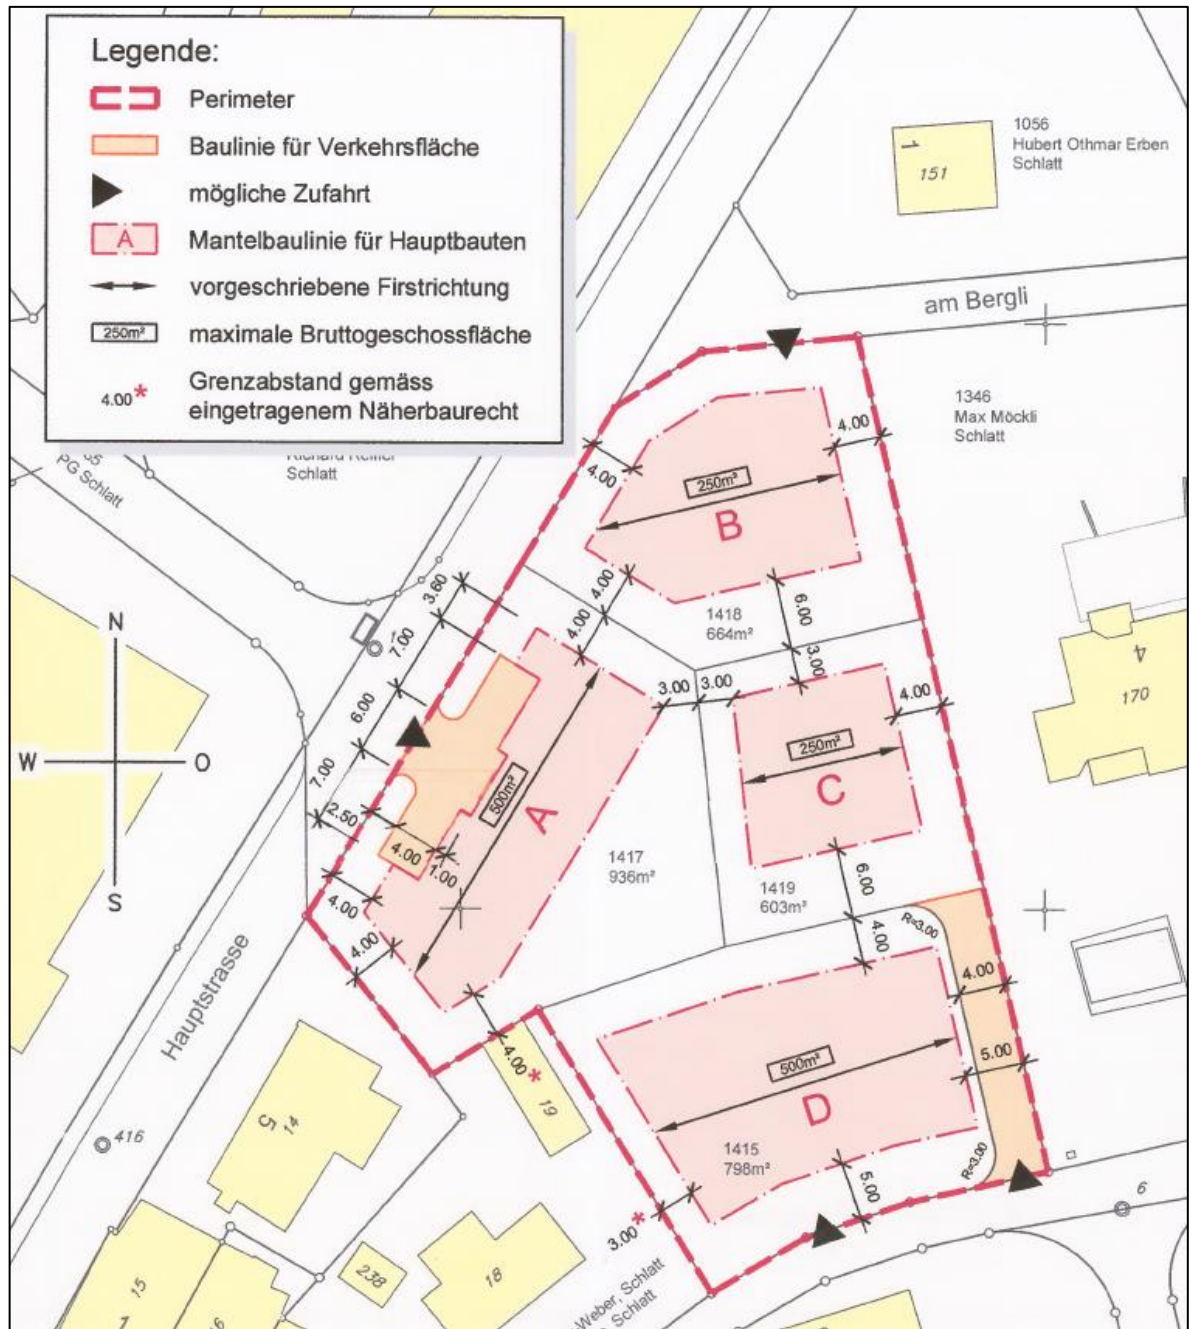 Legende:
Perimeter
Baulinie für Verkehrsfläche
mögliche Zufahrt
A
Mantelbaulinie für Hauptbauten
vorgeschriebene Firstrichtung
250m²
maximale Bruttogeschossfläche
4.00*
Grenzabstand gemäss
eingetragenem Näherbaurecht
1056
Hubert Othmar Erben
Schlatt
1
151
am Bergli
1346
Max Möckli
Schlatt
Schlatt
PG Schlatt
4.00
4.00
250m²
B
4.00
4.00
6.00
3.00
1418
664m²
3.60
7.00
6.00
7.00
2.50
N
W
O
S
3.00
3.00
4.00
4
170
500m²
A
250m²
C
4.00
1.00
4.00
4.00
1417
936m²
1419
603m²
6.00
4.00
R=3.00
4.00
5.00
Hauptstrasse
4.00*
19
500m²
D
1415
798m²
5.00
R=3.00
3.00*
416
5
14
6
15
1
238
18
Weber, Schlatt
Schlatt